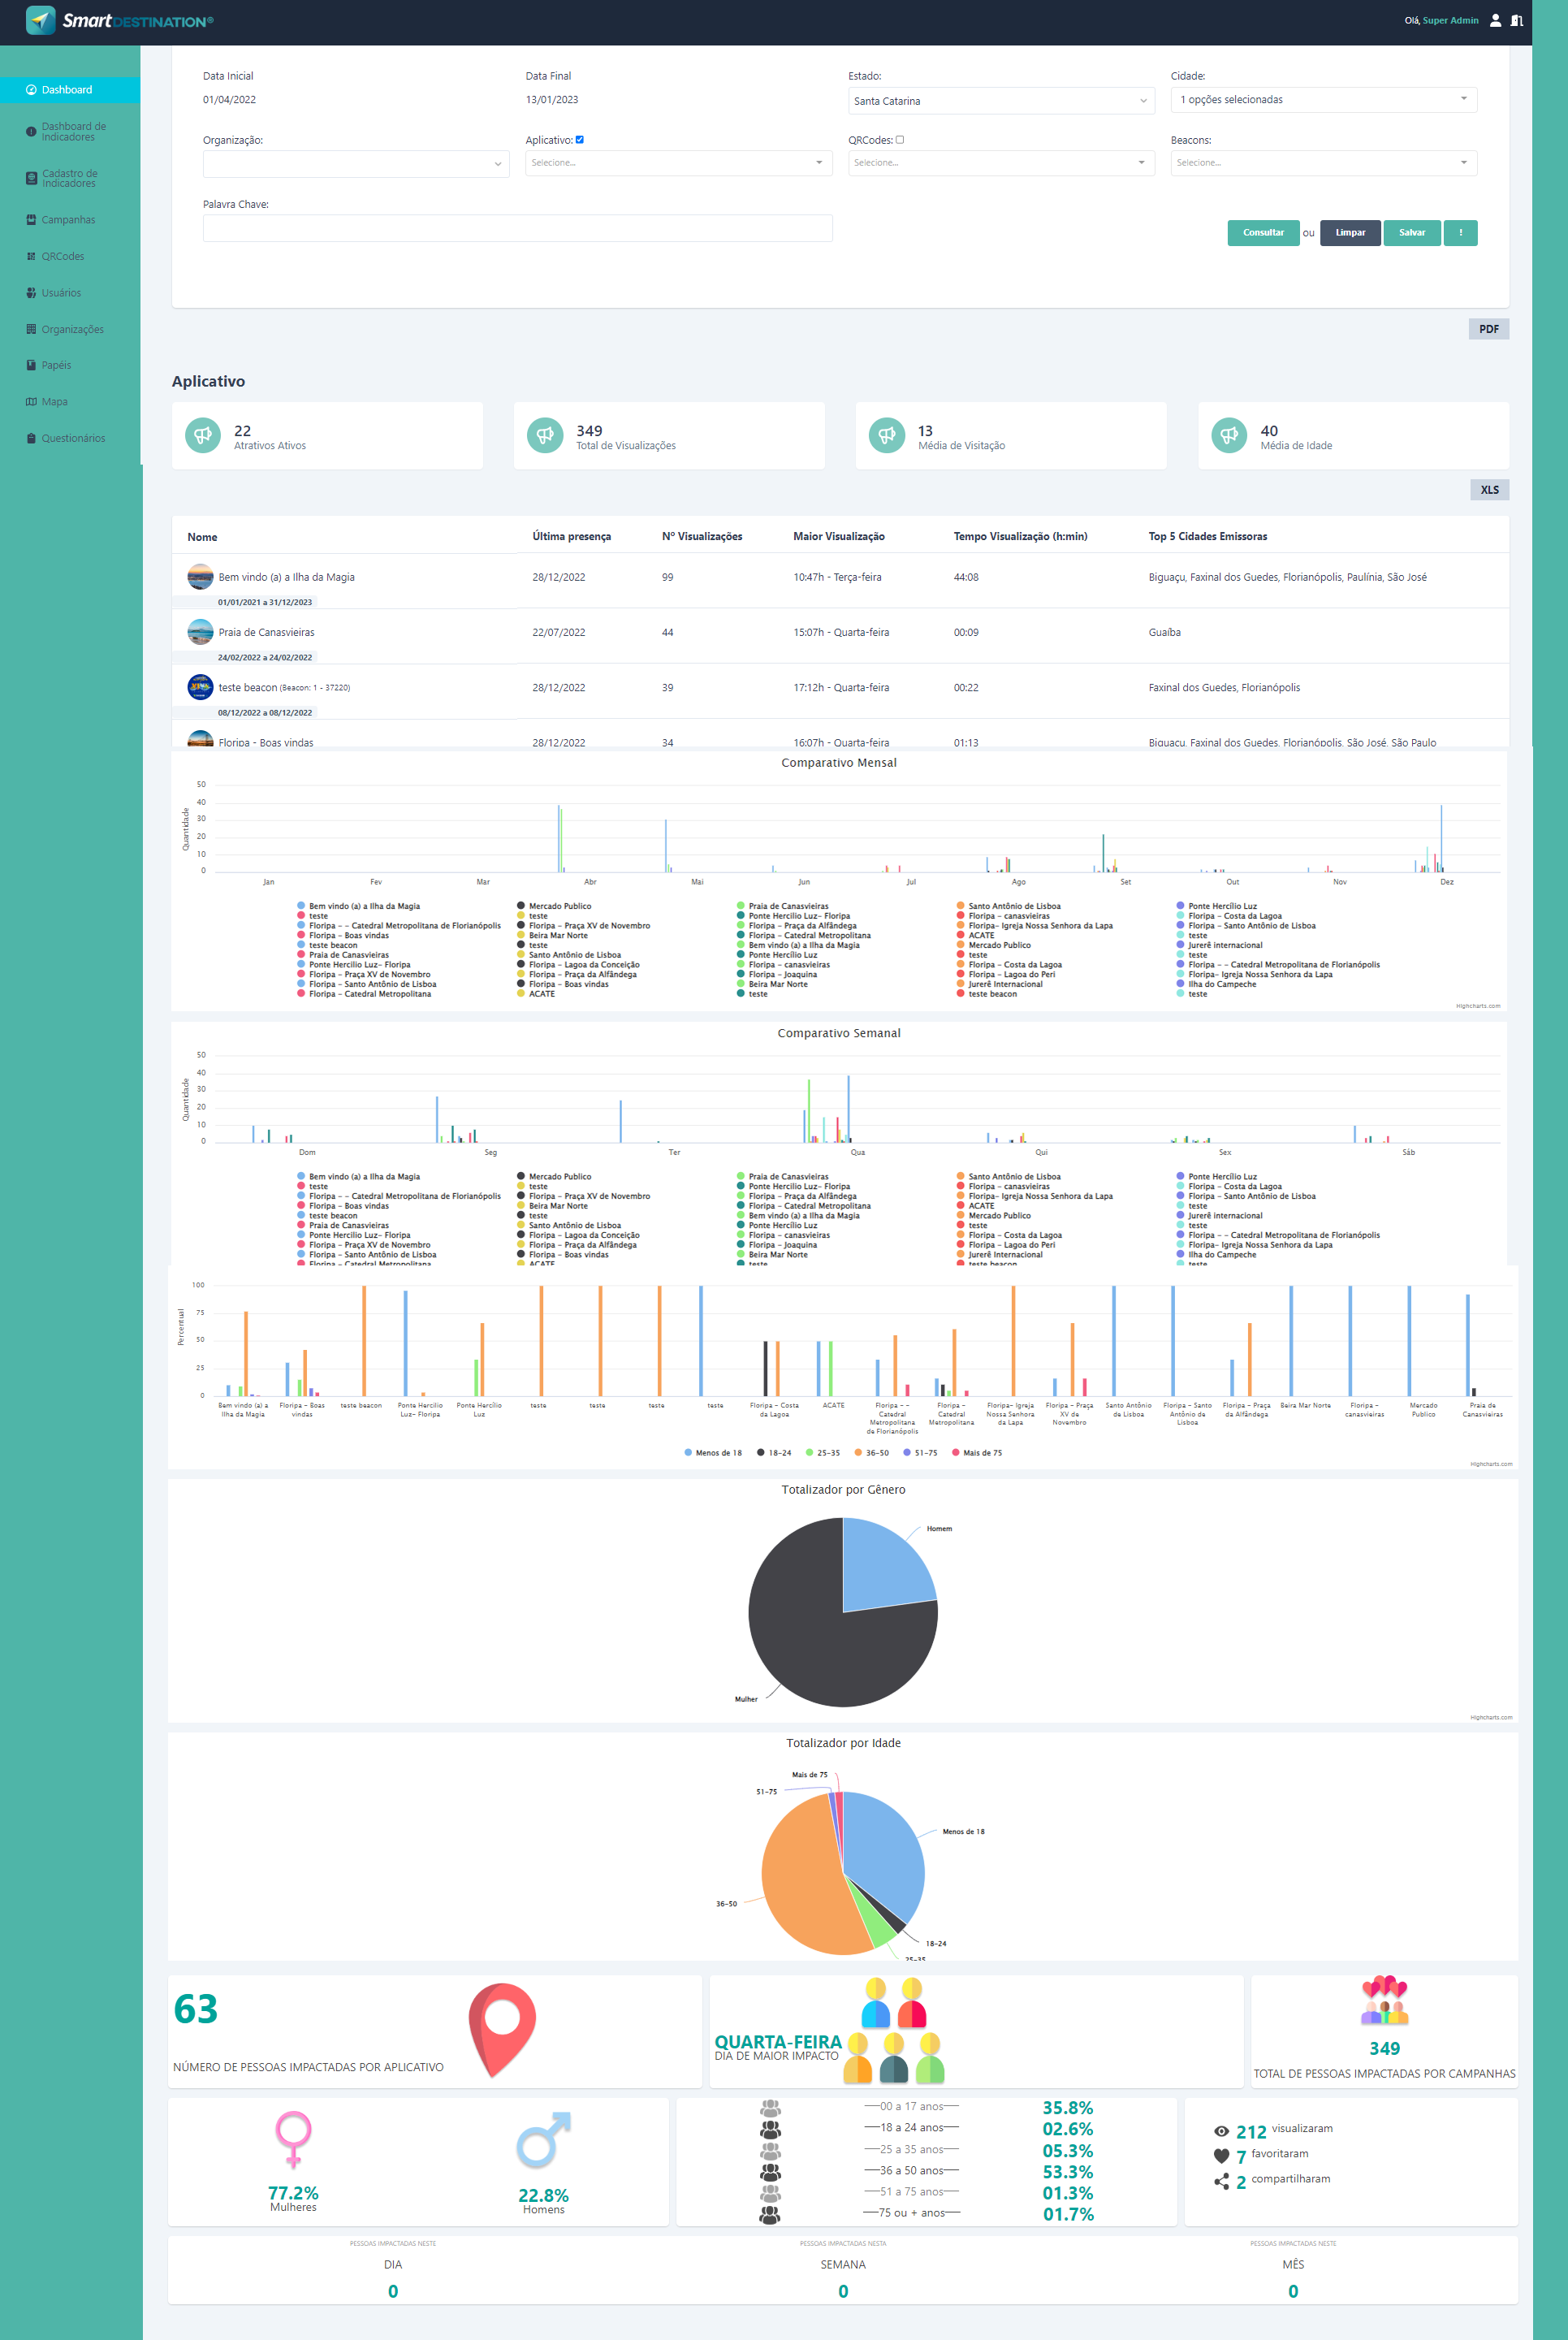 SmartDESTINATION®
Olá, Super Admin
Dashboard
Dashboard de
Indicadores
Cadastro de
Indicadores
Campanhas
QRCodes
Usuários
Organizações
Papéis
Mapa
Questionários
Data Inicial
01/04/2022
Data Final
13/01/2023
Estado:
Santa Catarina
Cidade:
1 opções selecionadas
Organização:
Aplicativo:
Selecione...
QRCodes:
Selecione...
Beacons:
Selecione...
Palavra Chave:
Consultar ou Limpar Salvar !
PDF
Aplicativo
22
Atrativos Ativos
349
Total de Visualizações
13
Média de Visitação
40
Média de Idade
XLS
Nome Última presença Nº Visualizações Maior Visualização Tempo Visualização (h:min) Top 5 Cidades Emissoras
Bem vindo (a) a Ilha da Magia 28/12/2022 99 10:47h - Terça-feira 44:08 Biguaçu, Faxinal dos Guedes, Florianópolis, Paulínia, São José
01/01/2021 a 31/12/2023
Praia de Canasvieiras 22/07/2022 44 15:07h - Quarta-feira 00:09 Guaíba
24/02/2022 a 24/02/2022
teste beacon (Beacon: 1 - 37220) 28/12/2022 39 17:12h - Quarta-feira 00:22 Faxinal dos Guedes, Florianópolis
08/12/2022 a 08/12/2022
Floripa - Boas vindas 28/12/2022 34 16:07h - Quarta-feira 01:13 Biguaçu, Faxinal dos Guedes, Florianópolis, São José, São Paulo
Comparativo Mensal
Quantidade
50
40
30
20
10
0
Jan Fev Mar Abr Mai Jun Jul Ago Set Out Nov Dez
Bem vindo (a) a Ilha da Magia Mercado Publico Praia de Canasvieiras Santo Antônio de Lisboa Ponte Hercílio Luz
teste teste Ponte Hercilio Luz- Floripa Floripa - canasvieiras Floripa - Costa da Lagoa
Floripa - - Catedral Metropolitana de Florianópolis Floripa - Praça XV de Novembro Floripa - Praça da Alfândega Floripa- Igreja Nossa Senhora da Lapa Floripa - Santo Antônio de Lisboa
Floripa - Boas vindas Beira Mar Norte Floripa - Catedral Metropolitana ACATE teste
teste beacon teste Bem vindo (a) a Ilha da Magia Mercado Publico Jurerê internacional
Praia de Canasvieiras Santo Antônio de Lisboa Ponte Hercílio Luz teste teste
Ponte Hercilio Luz- Floripa Floripa - Lagoa da Conceição Floripa - canasvieiras Floripa - Costa da Lagoa Floripa - - Catedral Metropolitana de Florianópolis
Floripa - Praça XV de Novembro Floripa - Praça da Alfândega Floripa - Joaquina Floripa - Lagoa do Peri Floripa- Igreja Nossa Senhora da Lapa
Floripa - Santo Antônio de Lisboa Floripa - Boas vindas Beira Mar Norte Jurerê Internacional Ilha do Campeche
Floripa - Catedral Metropolitana ACATE teste teste beacon teste
Highcharts.com
Comparativo Semanal
Quantidade
50
40
30
20
10
0
Dom Seg Ter Qua Qui Sex Sáb
Bem vindo (a) a Ilha da Magia Mercado Publico Praia de Canasvieiras Santo Antônio de Lisboa Ponte Hercílio Luz
teste teste Ponte Hercilio Luz- Floripa Floripa - canasvieiras Floripa - Costa da Lagoa
Floripa - - Catedral Metropolitana de Florianópolis Floripa - Praça XV de Novembro Floripa - Praça da Alfândega Floripa- Igreja Nossa Senhora da Lapa Floripa - Santo Antônio de Lisboa
Floripa - Boas vindas Beira Mar Norte Floripa - Catedral Metropolitana ACATE teste
teste beacon teste Bem vindo (a) a Ilha da Magia Mercado Publico Jurerê internacional
Praia de Canasvieiras Santo Antônio de Lisboa Ponte Hercílio Luz teste teste
Ponte Hercilio Luz- Floripa Floripa - Lagoa da Conceição Floripa - canasvieiras Floripa - Costa da Lagoa Floripa - - Catedral Metropolitana de Florianópolis
Floripa - Praça XV de Novembro Floripa - Praça da Alfândega Floripa - Joaquina Floripa - Lagoa do Peri Floripa- Igreja Nossa Senhora da Lapa
Floripa - Santo Antônio de Lisboa Floripa - Boas vindas Beira Mar Norte Jurerê Internacional Ilha do Campeche
Floripa - Catedral Metropolitana ACATE teste teste beacon teste
Percentual
100
75
50
25
0
Bem vindo (a) a Floripa - Boas teste beacon Ponte Hercilio Ponte Hercílio teste teste teste teste Floripa - Costa ACATE Floripa - - Floripa - Floripa- Igreja Floripa - Praça Santo Antônio Floripa - Santo Floripa - Praça Beira Mar Norte Floripa - Mercado Praia de
Ilha da Magia vindas Luz- Floripa Luz da Lagoa Catedral Catedral Nossa Senhora XV de de Lisboa Antônio de da Alfândega canasvieiras Publico Canasvieiras
Metropolitana Metropolitana da Lapa Novembro Lisboa
de Florianópolis
Menos de 18 18-24 25-35 36-50 51-75 Mais de 75
Highcharts.com
Totalizador por Gênero
Homem
Mulher
Highcharts.com
Totalizador por Idade
Mais de 75
51-75
Menos de 18
36-50
18-24
25-35
63
NÚMERO DE PESSOAS IMPACTADAS POR APLICATIVO
QUARTA-FEIRA
DIA DE MAIOR IMPACTO
349
TOTAL DE PESSOAS IMPACTADAS POR CAMPANHAS
77.2%
Mulheres
22.8%
Homens
00 a 17 anos 35.8%
18 a 24 anos 02.6%
25 a 35 anos 05.3%
36 a 50 anos 53.3%
51 a 75 anos 01.3%
75 ou + anos 01.7%
212 visualizaram
7 favoritaram
2 compartilharam
PESSOAS IMPACTADAS NESTE
DIA
0
PESSOAS IMPACTADAS NESTA
SEMANA
0
PESSOAS IMPACTADAS NESTE
MÊS
0